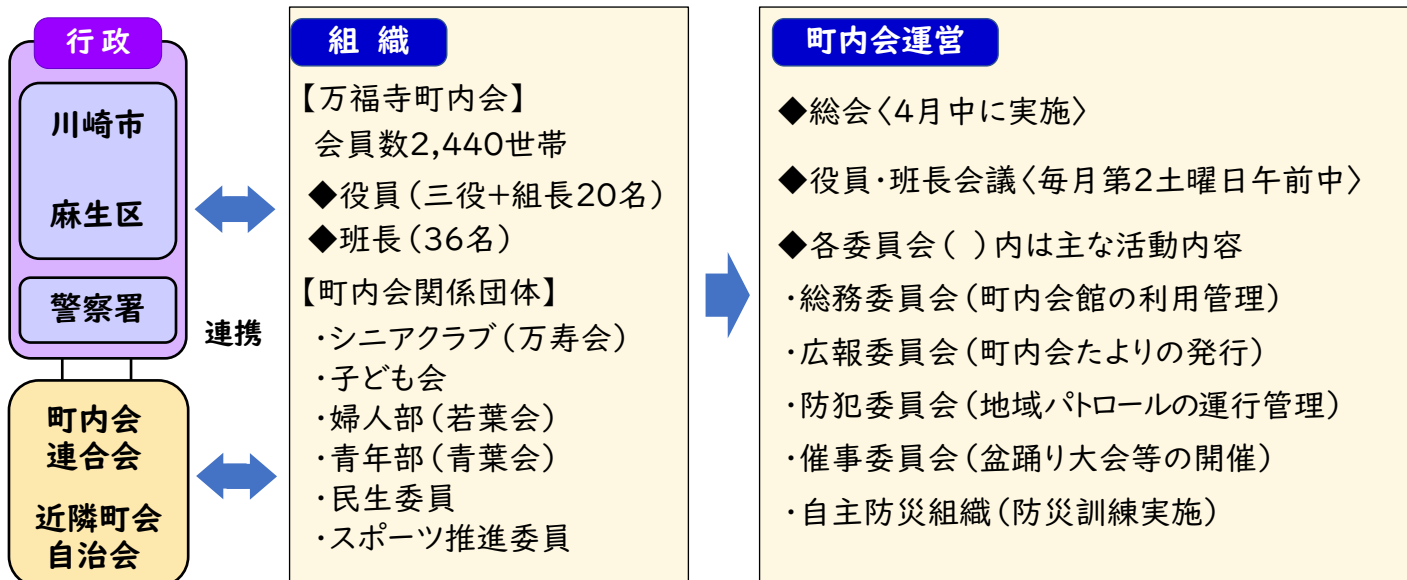 行政
川崎市
麻生区
警察署
連携
町内会
連合会
近隣町会
自治会
組 織
【万福寺町内会】
会員数2,440世帯
◆役員(三役+組長20名)
◆班長(36名)
【町内会関係団体】
・シニアクラブ(万寿会)
・子ども会
・婦人部(若葉会)
・青年部(青葉会)
・民生委員
・スポーツ推進委員
町内会運営
◆総会〈4月中に実施〉
◆役員・班長会議〈毎月第2土曜日午前中〉
◆各委員会( )内は主な活動内容
・総務委員会(町内会館の利用管理)
・広報委員会(町内会たよりの発行)
・防犯委員会(地域パトロールの運行管理)
・催事委員会(盆踊り大会等の開催)
・自主防災組織(防災訓練実施)